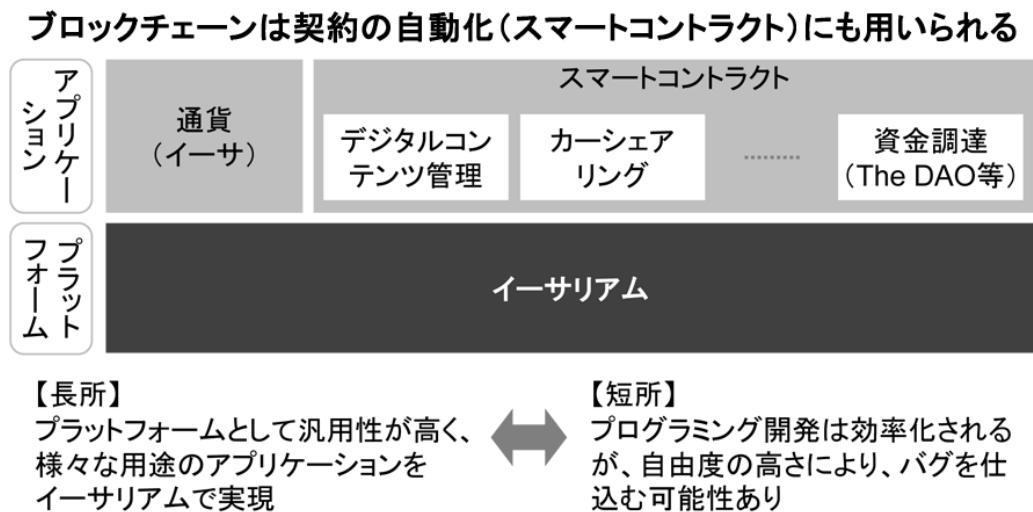 ブロックチェーンは契約の自動化（スマートコントラクト）にも用いられる
アプリケー
ション
通貨
（イーサ）
スマートコントラクト
デジタルコン
テンツ管理
カーシェア
リング
………
資金調達
（The DAO等）
プラット
フォーム
イーサリアム
【長所】
プラットフォームとして汎用性が高く、
様々な用途のアプリケーションを
イーサリアムで実現
【短所】
プログラミング開発は効率化される
が、自由度の高さにより、バグを仕
込む可能性あり